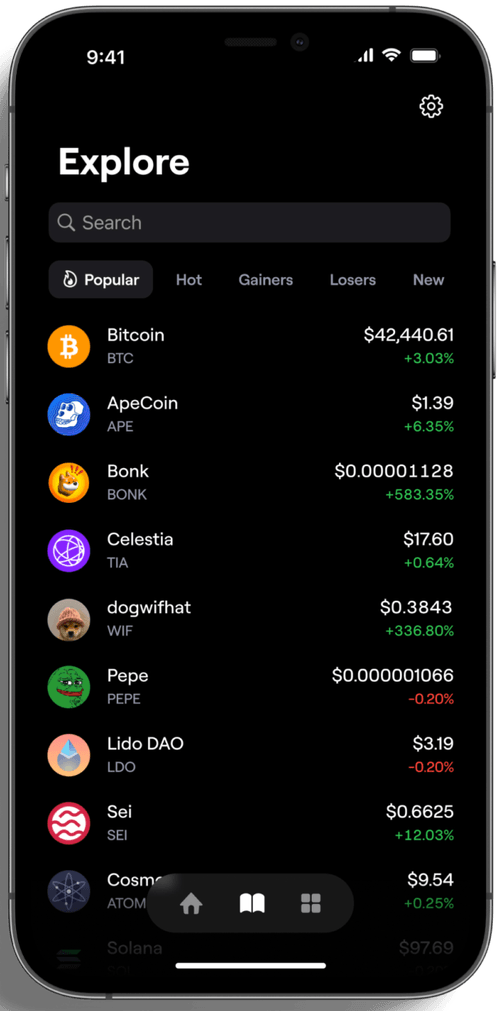 9:41
Explore
Search
Popular Hot Gainers Losers New
Bitcoin $42,440.61
BTC +3.03%
ApeCoin $1.39
APE +6.35%
Bonk $0.00001128
BONK +583.35%
Celestia $17.60
TIA +0.64%
dogwifhat $0.3843
WIF +336.80%
Pepe $0.000001066
PEPE -0.20%
Lido DAO $3.19
LDO -0.20%
Sei $0.6625
SEI +12.03%
Cosm $9.54
ATOM +0.25%
Solana $97.69